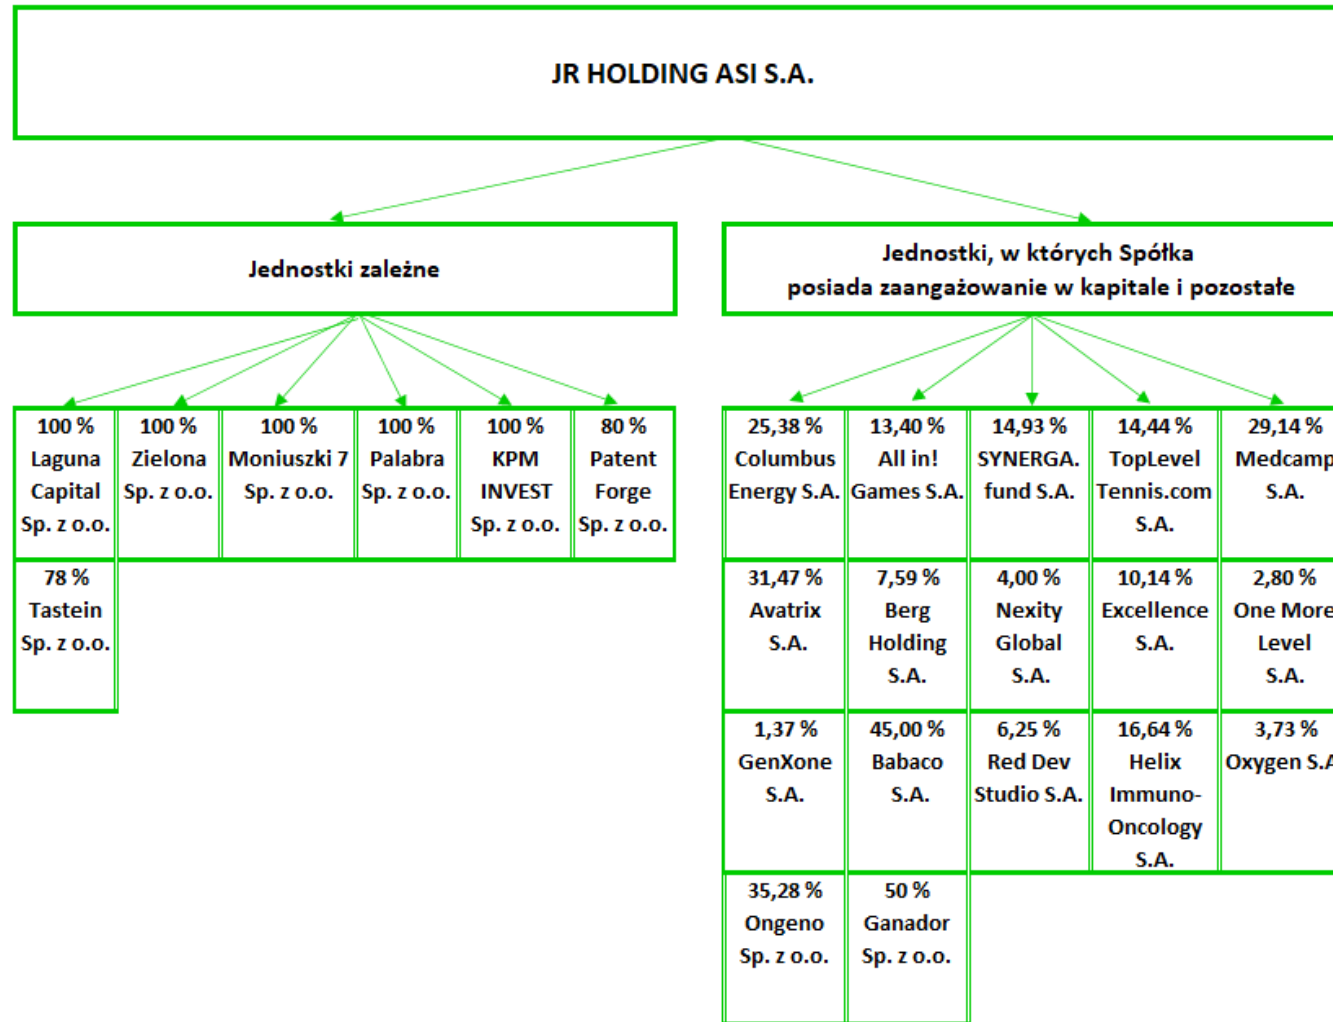 JR HOLDING ASI S.A.
Jednostki zależne
Jednostki, w których Spółka
posiada zaangażowanie w kapitale i pozostałe
100 %
Laguna
Capital
Sp. z o.o.
100 %
Zielona
Sp. z o.o.
100 %
Moniuszki 7
Sp. z o.o.
100 %
Palabra
Sp. z o.o.
100 %
KPM
INVEST
Sp. z o.o.
80 %
Patent
Forge
Sp. z o.o.
78 %
Tastein
Sp. z o.o.
25,38 %
Columbus
Energy S.A.
13,40 %
All in!
Games S.A.
14,93 %
SYNERGA.
fund S.A.
14,44 %
TopLevel
Tennis.com
S.A.
29,14 %
Medcamp
S.A.
31,47 %
Avatrix
S.A.
7,59 %
Berg
Holding
S.A.
4,00 %
Nexity
Global
S.A.
10,14 %
Excellence
S.A.
2,80 %
One More
Level
S.A.
1,37 %
GenXone
S.A.
45,00 %
Babaco
S.A.
6,25 %
Red Dev
Studio S.A.
16,64 %
Helix
Immuno-
Oncology
S.A.
3,73 %
Oxygen S.A
35,28 %
Ongeno
Sp. z o.o.
50 %
Ganador
Sp. z o.o.